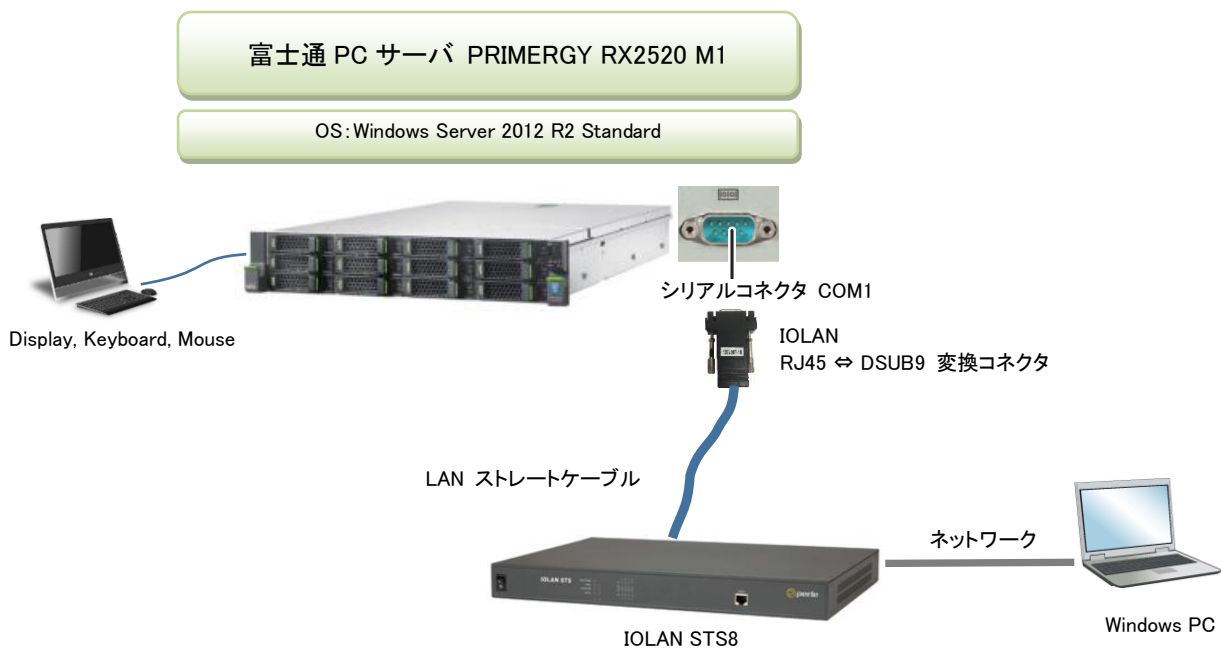 富士通 PC サーバ PRIMERGY RX2520 M1
OS：Windows Server 2012 R2 Standard
シリアルコネクタ COM1
Display, Keyboard, Mouse
IOLAN
RJ45 ⇔ DSUB9 変換コネクタ
LAN ストレートケーブル
ネットワーク
IOLAN STS
perle
Windows PC
IOLAN STS8